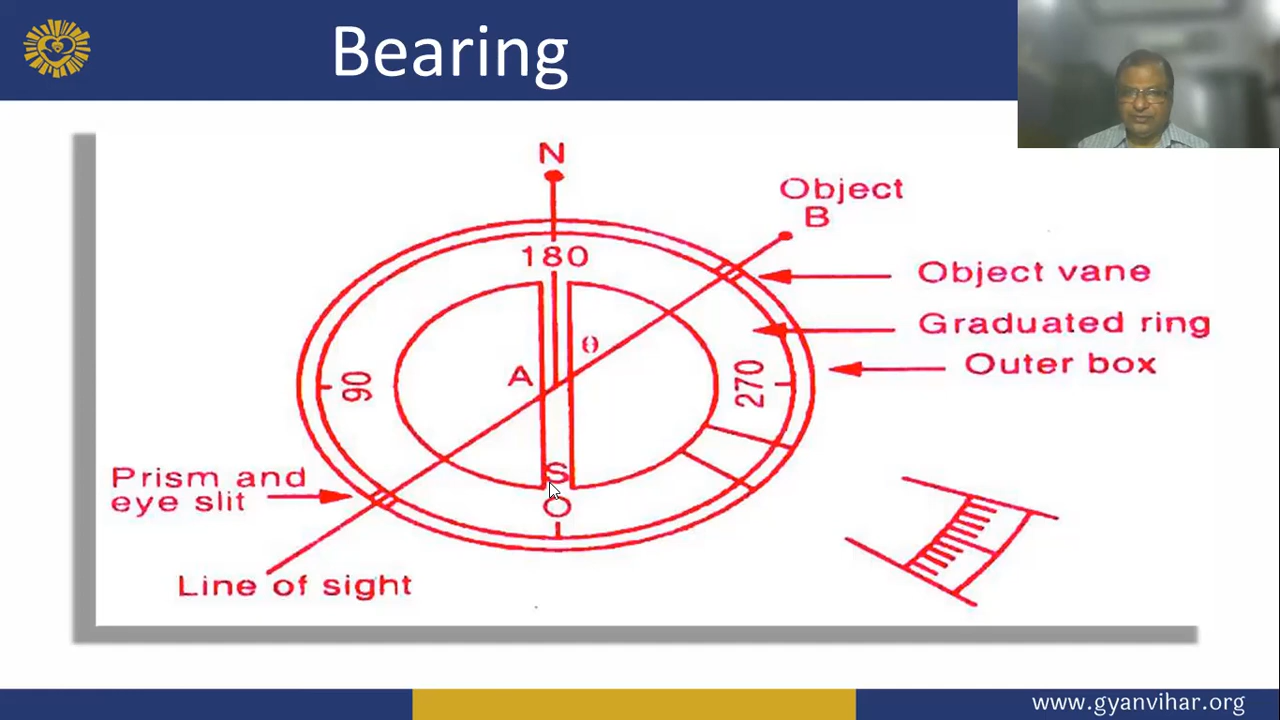 Bearing
N
Object
B
180
Object vane
Graduated ring
θ
Outer box
A
90
270
Prism and
eye slit
S
O
Line of sight
www.gyanvihar.org